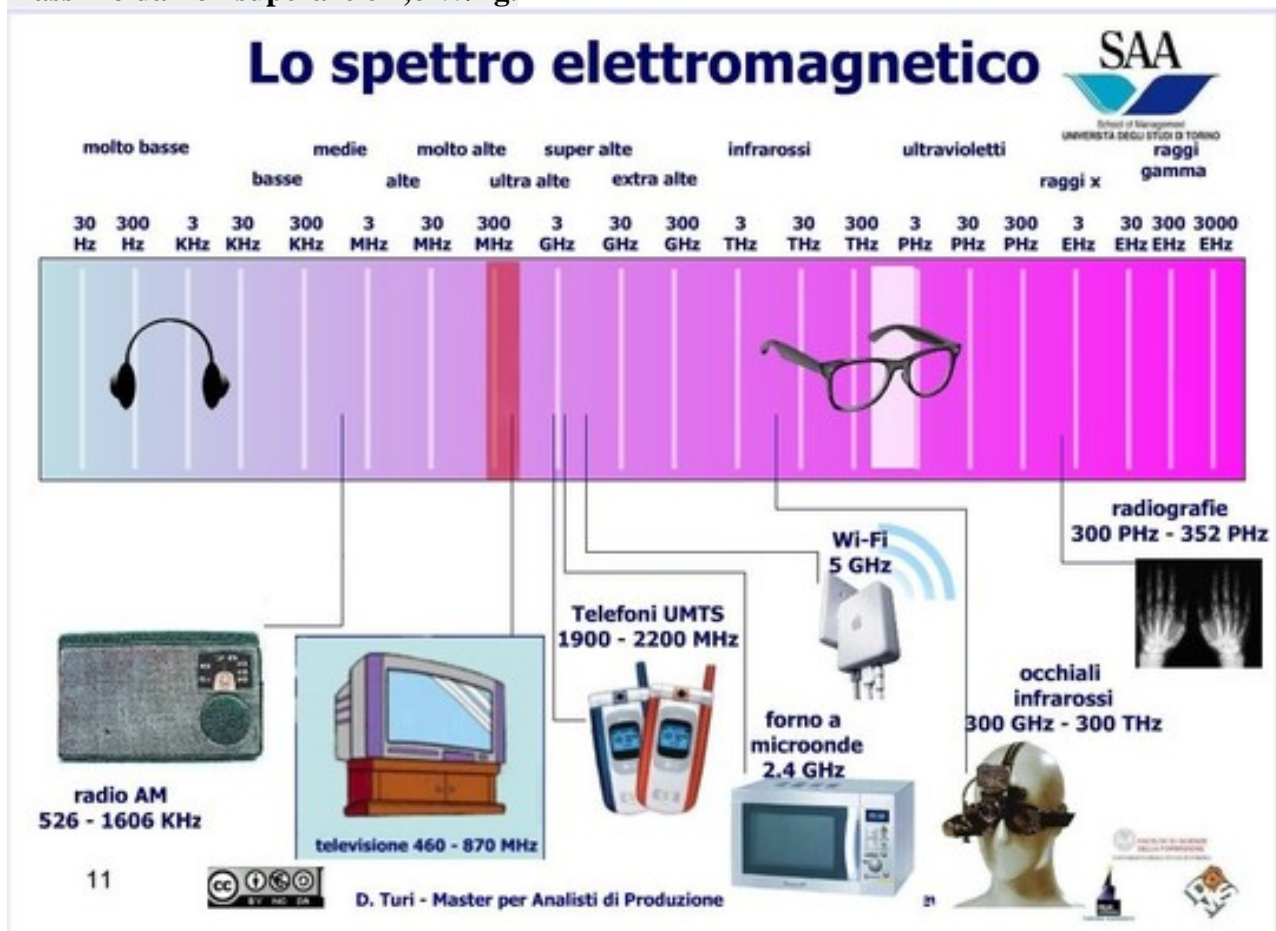 Lo spettro elettromagnetico
SAA
School of Management
UNIVERSITÀ DEGLI STUDI DI TORINO
molto basse
medie
molto alte
super alte
infrarossi
ultravioletti
raggi
gamma
basse
alte
ultra alte
extra alte
raggi x
30 300 3 30 300 3 30 300 3 30 300 3 30 300 3 30 300 3 30 300 3000
Hz Hz KHz KHz KHz MHz MHz MHz GHz GHz GHz THz THz THz PHz PHz PHz EHz EHz EHz EHz
radiografie
300 PHz - 352 PHz
Wi-Fi
5 GHz
Telefoni UMTS
1900 - 2200 MHz
occhiali
infrarossi
300 GHz - 300 THz
forno a
microonde
2.4 GHz
radio AM
526 - 1606 KHz
televisione 460 - 870 MHz
11
cc
BY NC SA
D. Turi - Master per Analisti di Produzione